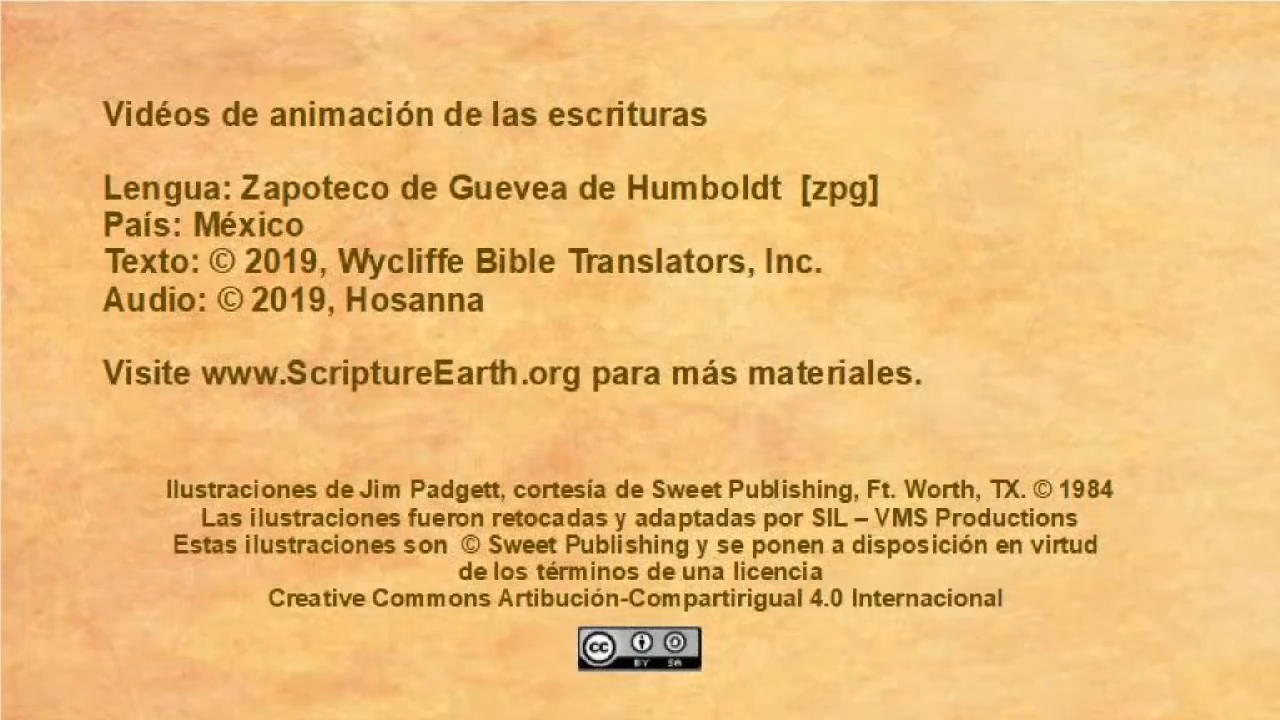 Vidéos de animación de las escrituras
Lengua: Zapoteco de Guevea de Humboldt [zpg]
País: México
Texto: © 2019, Wycliffe Bible Translators, Inc.
Audio: © 2019, Hosanna
Visite www.ScriptureEarth.org para más materiales.
Ilustraciones de Jim Padgett, cortesía de Sweet Publishing, Ft. Worth, TX. © 1984
Las ilustraciones fueron retocadas y adaptadas por SIL – VMS Productions
Estas ilustraciones son © Sweet Publishing y se ponen a disposición en virtud
de los términos de una licencia
Creative Commons Artibución-Compartirigual 4.0 Internacional
cc BY SA